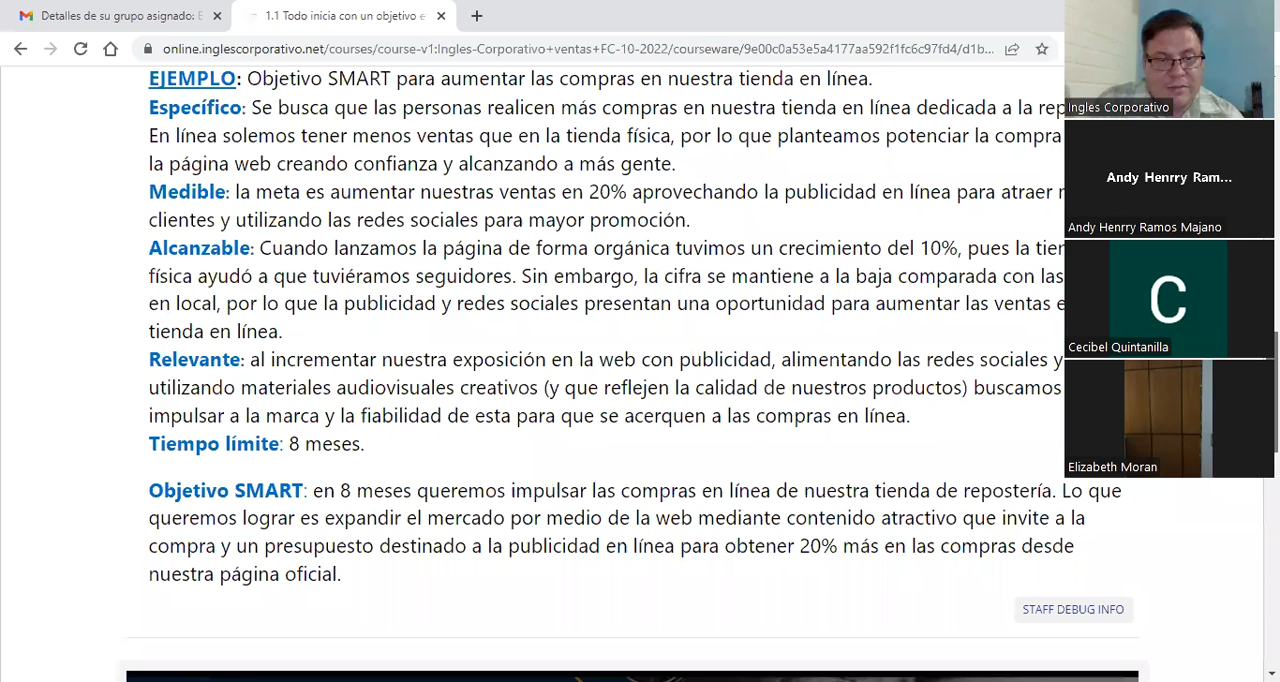 Detalles de su grupo asignado: E
1.1 Todo inicia con un objetivo e
online.inglescorporativo.net/courses/course-v1:Ingles-Corporativo+ventas+FC-10-2022/courseware/9e00c0a53e5a4177aa592f1fc6c97fd4/d1b...
EJEMPLO: Objetivo SMART para aumentar las compras en nuestra tienda en línea.
Específico: Se busca que las persona realicen más compras en nuestra tienda en línea dedicada a la rep
En línea solemos tener menos ventas que en la tienda física, por lo que planteamos potenciar la compra
la página web creando confianza y alcanzando a más gente.
Medible: la meta es aumentar nuestras ventas en 20% aprovechando la publicidad en línea para atraer
clientes y utilizando las redes sociales para mayor promoción.
Alcanzable: Cuando lanzamos la página de forma orgánica tuvimos un crecimiento del 10%, pues la tien
física ayudó a que tuviéramos seguidores. Sin embargo, la cifra se mantiene a la baja comparada con las
en local, por lo que la publicidad y redes sociales presentan una oportunidad para aumentar las ventas e
tienda en línea.
Relevante: al incrementar nuestra exposición en la web con publicidad, alimentando las redes sociales y
utilizando materiales audiovisuales creativos (y que reflejen la calidad de nuestros productos) buscamos
impulsar a la marca y la fiabilidad de esta para que se acerquen a las compras en línea.
Tiempo límite: 8 meses.
Objetivo SMART: en 8 meses queremos impulsar las compras en línea de nuestra tienda de repostería. Lo que
queremos lograr es expandir el mercado por medio de la web mediante contenido atractivo que invite a la
compra y un presupuesto destinado a la publicidad en línea para obtener 20% más en las compras desde
nuestra página oficial.
STAFF DEBUG INFO
Ingles Corporativo
Andy Henrry Ram...
Andy Henrry Ramos Majano
C
Cecibel Quintanilla
Elizabeth Moran